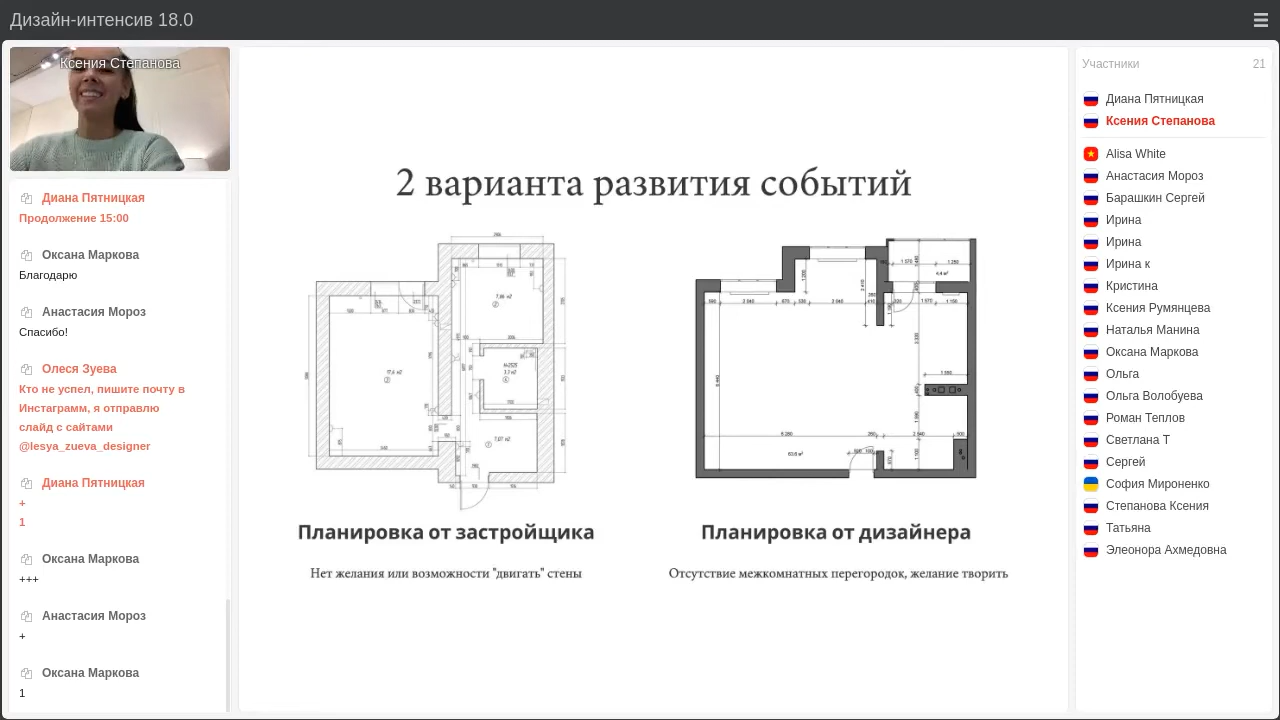 Дизайн-интенсив 18.0
Ксения Степанова
Диана Пятницкая
Продолжение 15:00
Оксана Маркова
Благодарю
Анастасия Мороз
Спасибо!
Олеся Зуева
Кто не успел, пишите почту в
Инстаграмм, я отправлю
слайд с сайтами
@lesya_zueva_designer
Диана Пятницкая
+
1
Оксана Маркова
+++
Анастасия Мороз
+
Оксана Маркова
1
2 варианта развития событий
Планировка от застройщика
Нет желания или возможности "двигать" стены
Планировка от дизайнера
Отсутствие межкомнатных перегородок, желание творить
Участники 21
Диана Пятницкая
Ксения Степанова
Alisa White
Анастасия Мороз
Барашкин Сергей
Ирина
Ирина
Ирина к
Кристина
Ксения Румянцева
Наталья Манина
Оксана Маркова
Ольга
Ольга Волобуева
Роман Теплов
Светлана Т
Сергей
София Мироненко
Степанова Ксения
Татьяна
Элеонора Ахмедовна